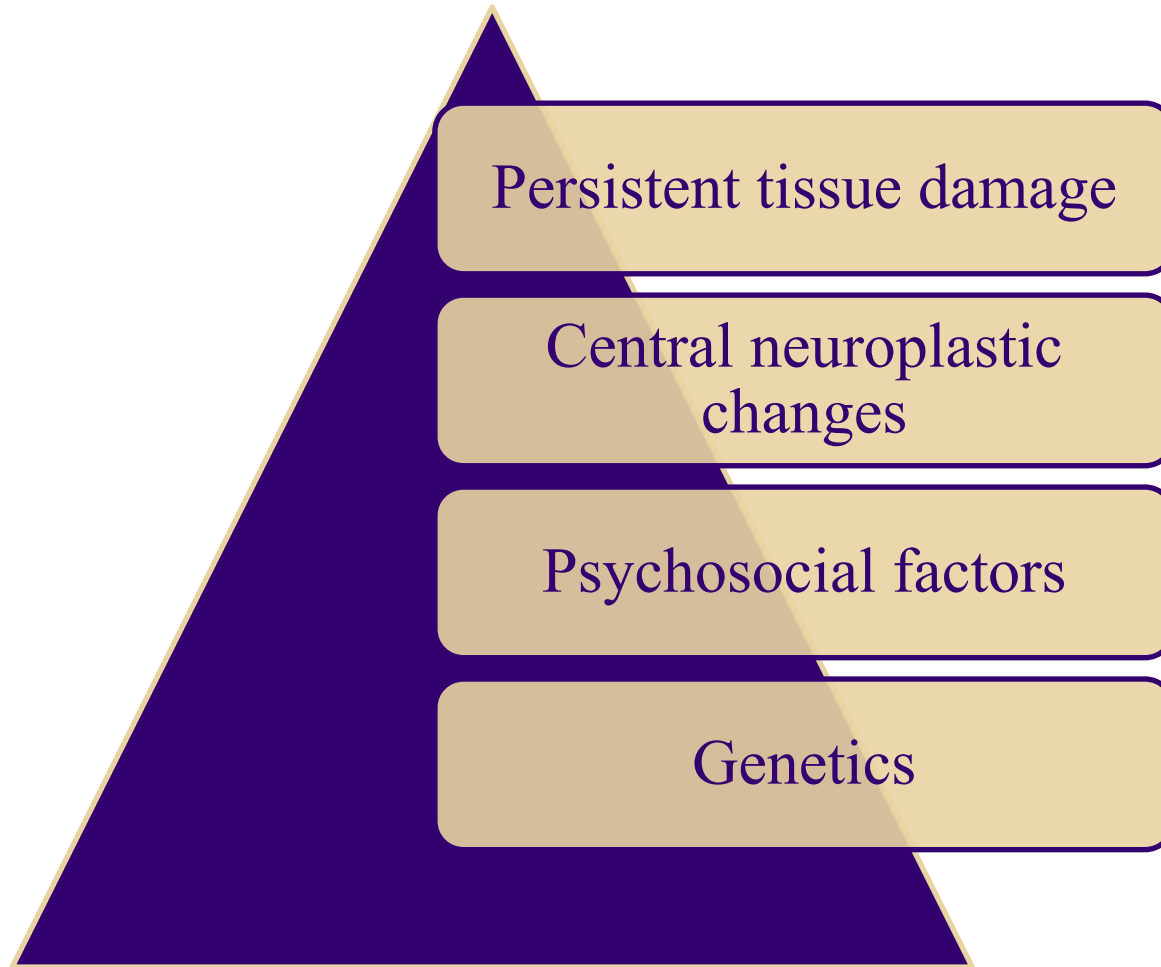 Persistent tissue damage
Central neuroplastic
changes
Psychosocial factors
Genetics